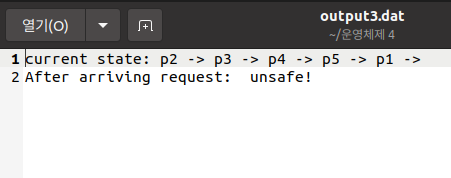 열기(O)
output3.dat
~/운영체제 4
1 current state: p2 -> p3 -> p4 -> p5 -> p1 ->
2 After arriving request:  unsafe!